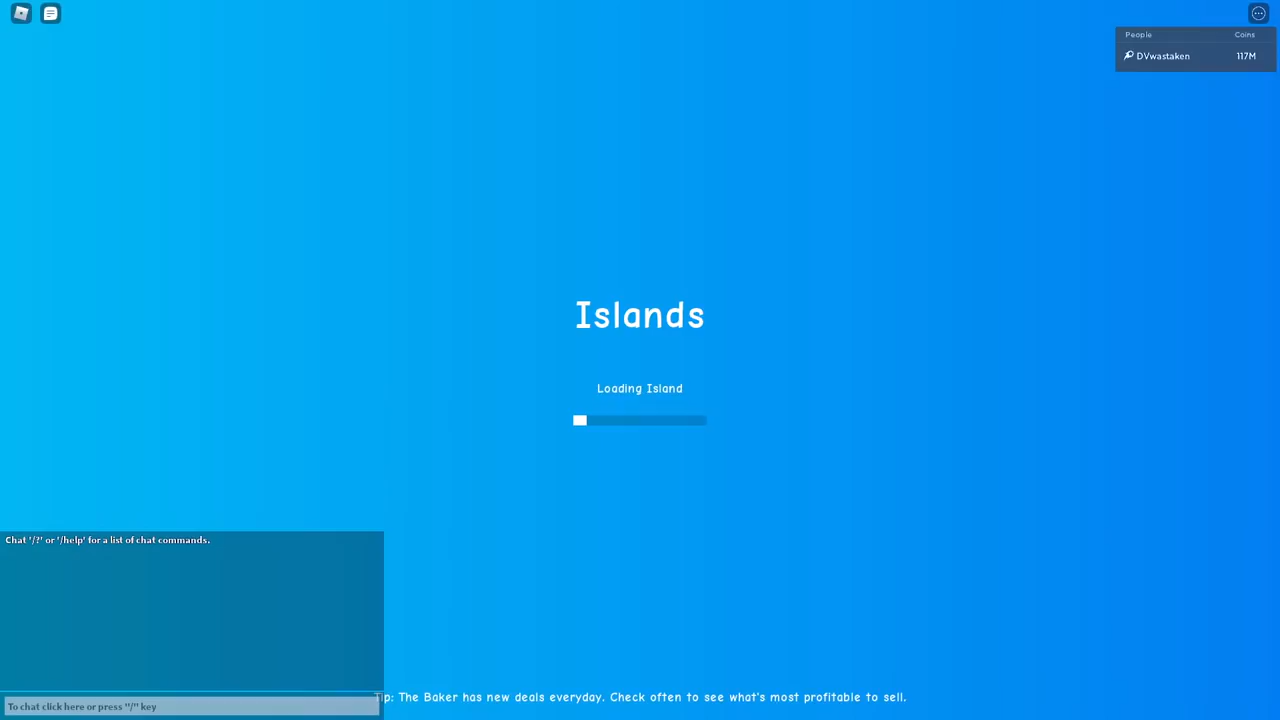 People Coins
DVwastaken 117M
Islands
Loading Island
Chat '/?' or '/help' for a list of chat commands.
Tip: The Baker has new deals everyday. Check often to see what's most profitable to sell.
To chat click here or press "/" key